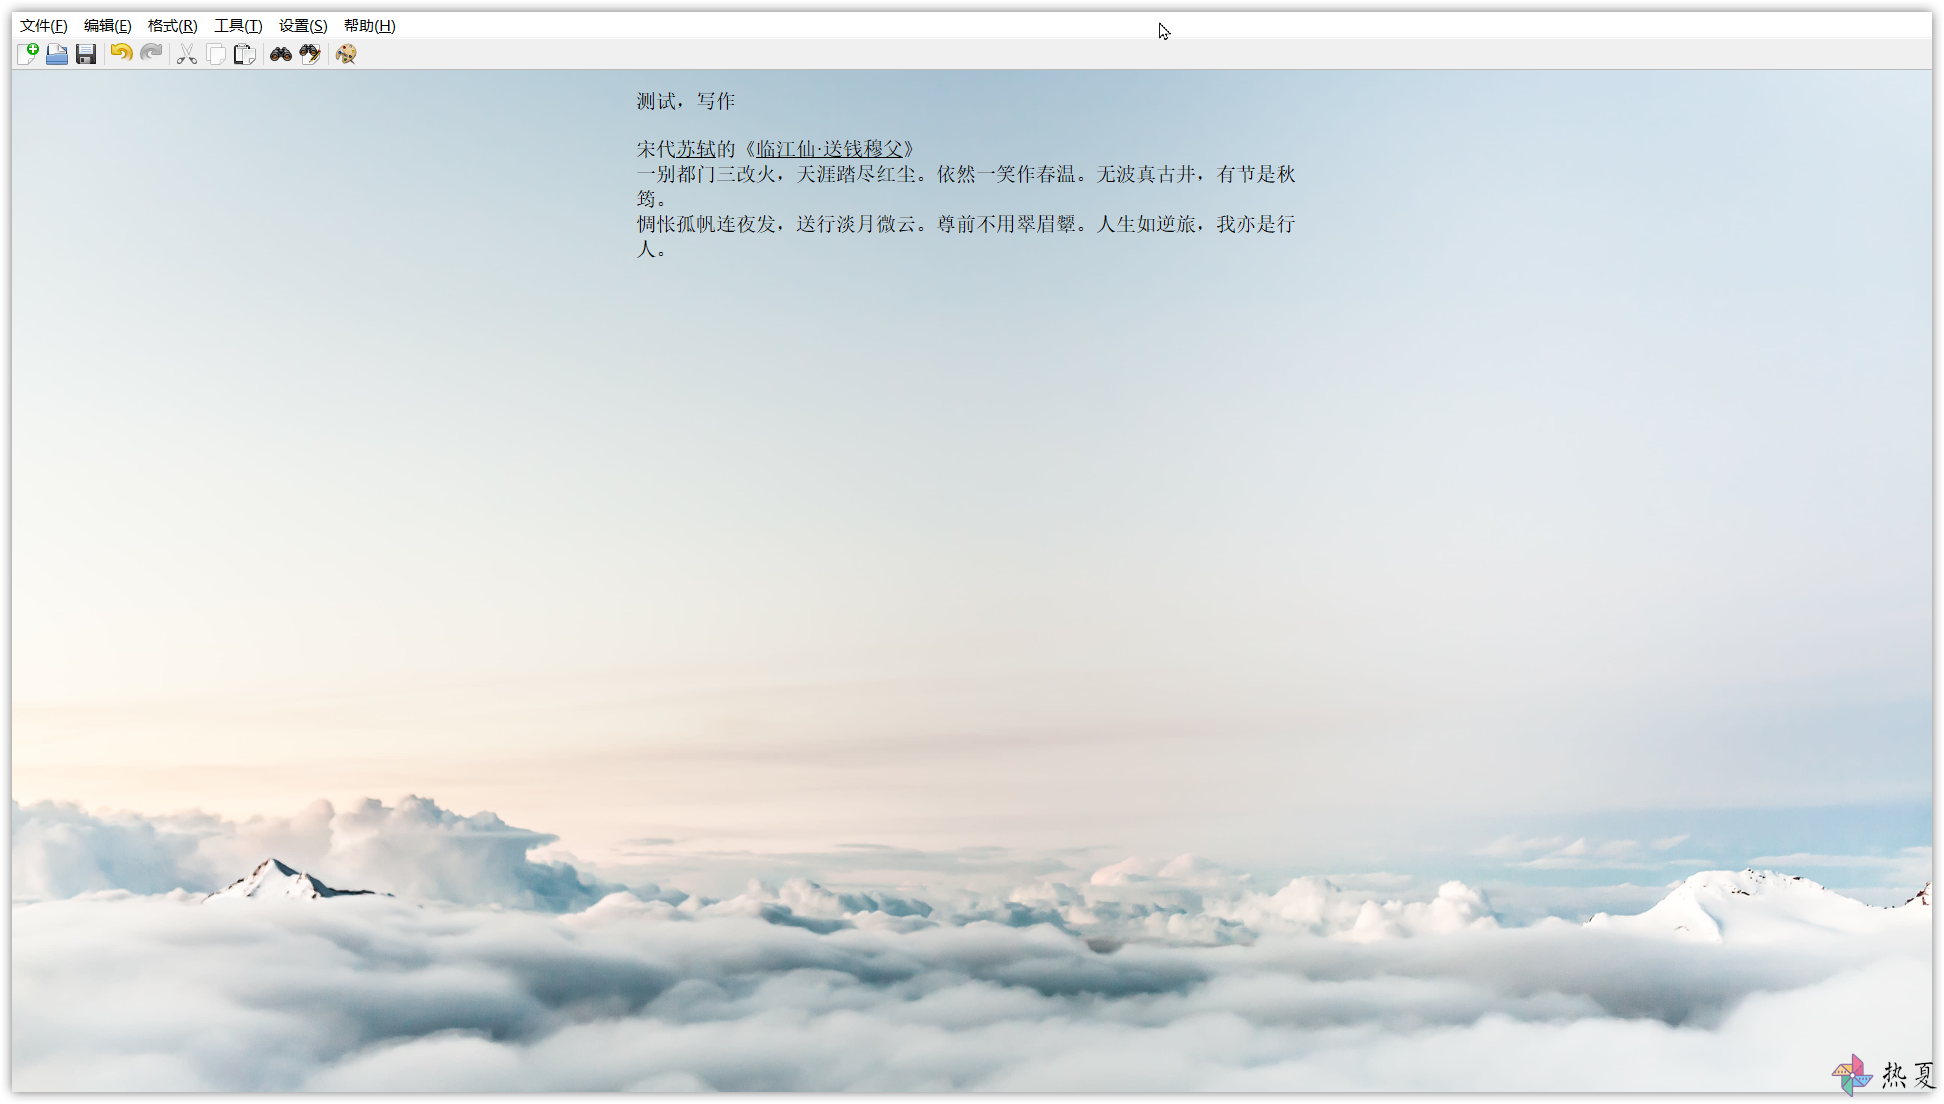 文件(F) 编辑(E) 格式(R) 工具(T) 设置(S) 帮助(H)
测试，写作
宋代苏轼的《临江仙·送钱穆父》
一别都门三改火，天涯踏尽红尘。依然一笑作春温。无波真古井，有节是秋
筠。
惆怅孤帆连夜发，送行淡月微云。尊前不用翠眉颦。人生如逆旅，我亦是行
人。
热夏